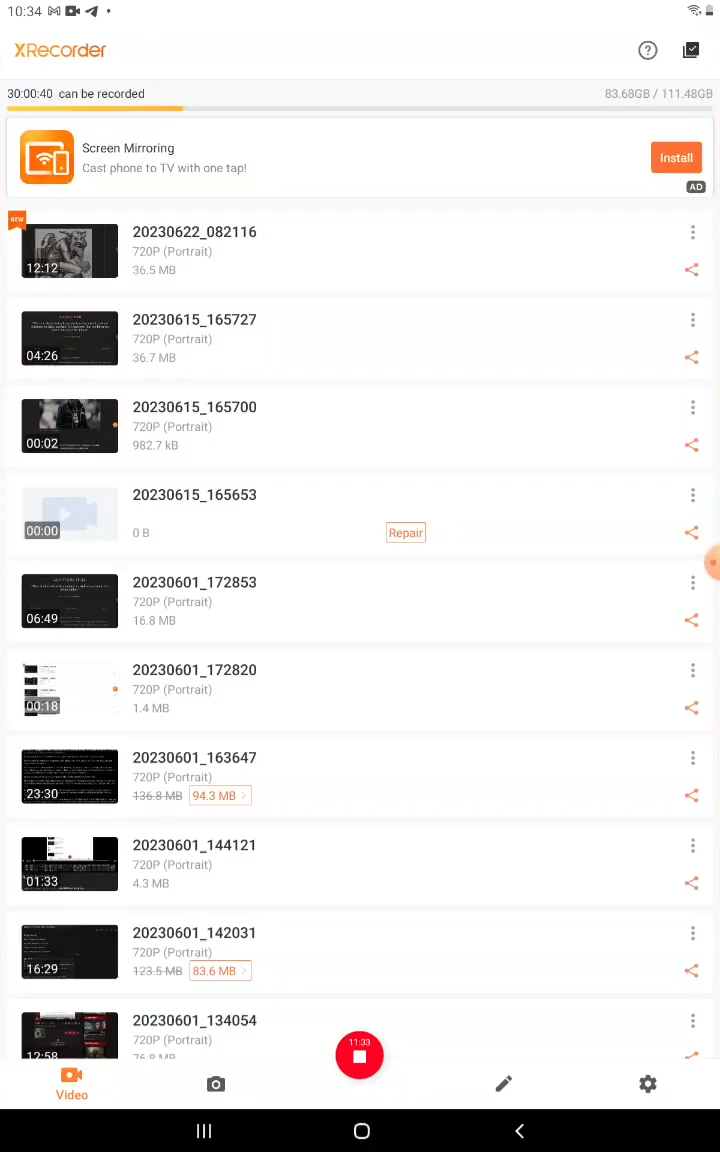 10:34
XRecorder
30:00:40 can be recorded
83.68GB / 111.48GB
Screen Mirroring
Cast phone to TV with one tap!
Install
AD
NEW
12:12
20230622_082116
720P (Portrait)
36.5 MB
04:26
20230615_165727
720P (Portrait)
36.7 MB
00:02
20230615_165700
720P (Portrait)
982.7 kB
00:00
20230615_165653
0 B
Repair
06:49
20230601_172853
720P (Portrait)
16.8 MB
00:18
20230601_172820
720P (Portrait)
1.4 MB
23:30
20230601_163647
720P (Portrait)
136.8 MB 94.3 MB >
01:33
20230601_144121
720P (Portrait)
4.3 MB
16:29
20230601_142031
720P (Portrait)
123.5 MB 83.6 MB >
12:58
20230601_134054
720P (Portrait)
76.8 MB
11:33
Video